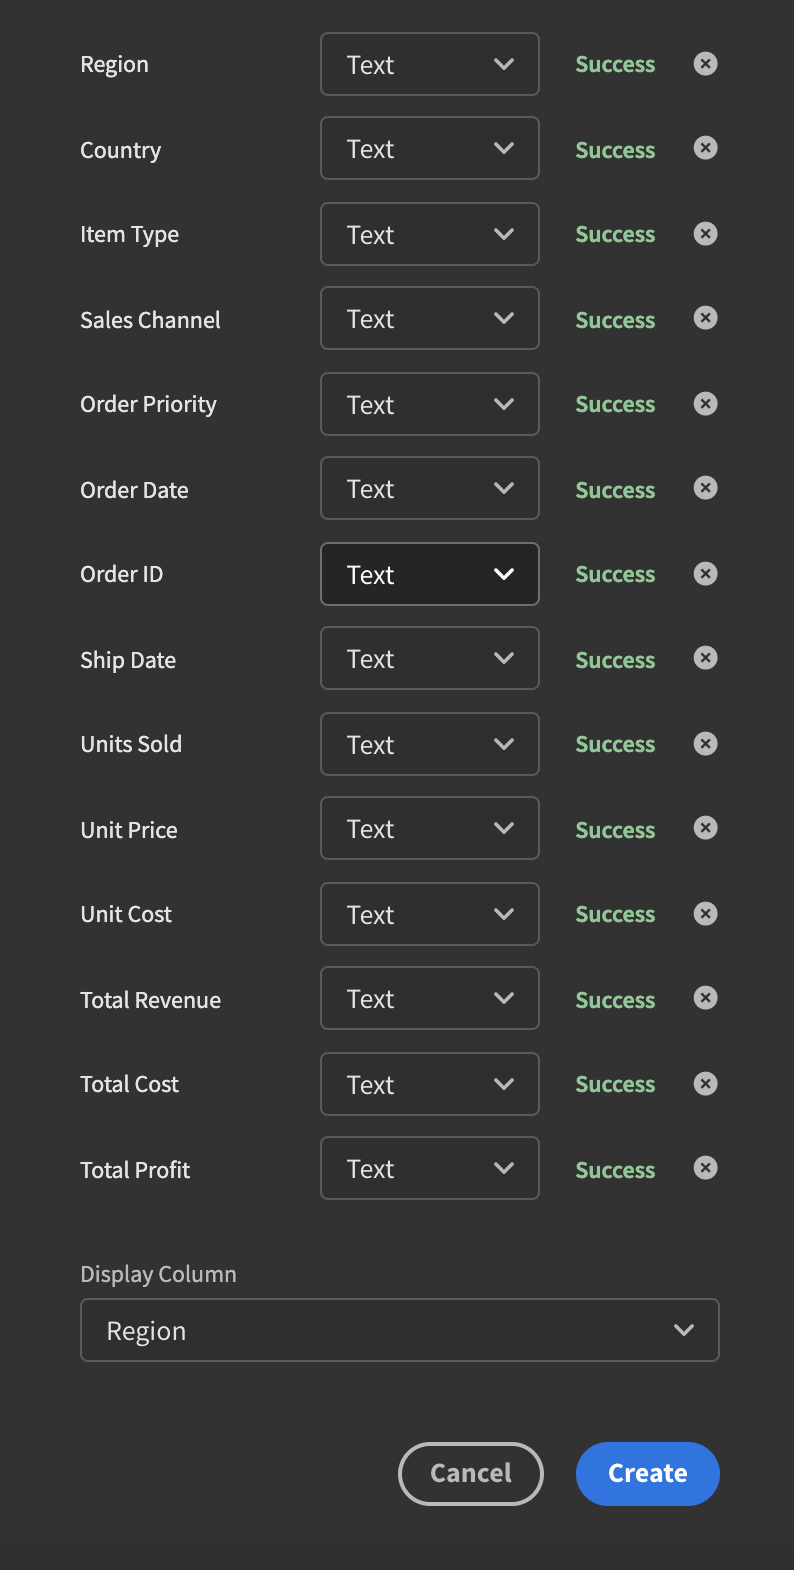 Region Text Success
Country Text Success
Item Type Text Success
Sales Channel Text Success
Order Priority Text Success
Order Date Text Success
Order ID Text Success
Ship Date Text Success
Units Sold Text Success
Unit Price Text Success
Unit Cost Text Success
Total Revenue Text Success
Total Cost Text Success
Total Profit Text Success
Display Column
Region
Cancel Create